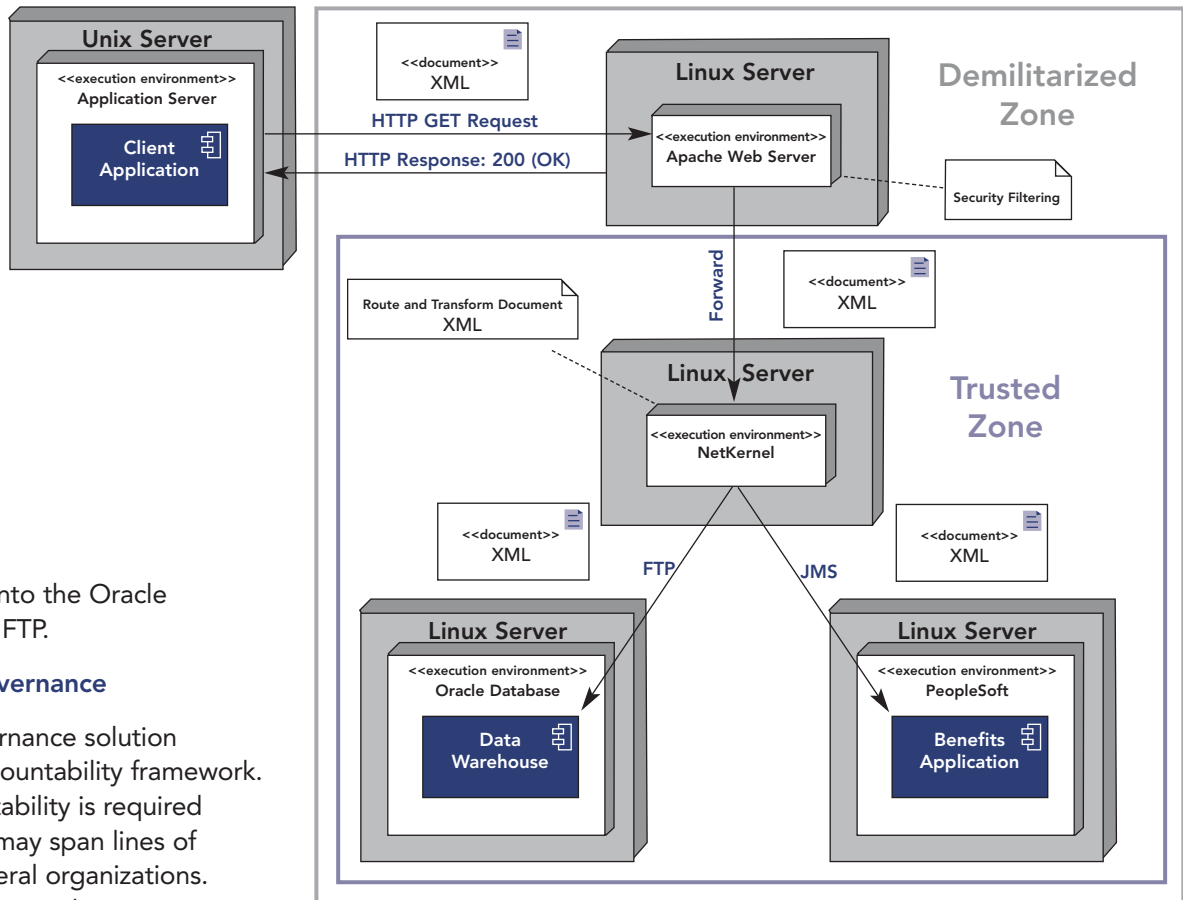 Unix Server
<<execution environment>>
Application Server
Client
Application
<<document>>
XML
HTTP GET Request
HTTP Response: 200 (OK)
Linux Server
<<execution environment>>
Apache Web Server
Demilitarized
Zone
Security Filtering
Forward
<<document>>
XML
Route and Transform Document
XML
Linux Server
<<execution environment>>
NetKernel
Trusted
Zone
<<document>>
XML
FTP
JMS
<<document>>
XML
Linux Server
<<execution environment>>
Oracle Database
Data
Warehouse
Linux Server
<<execution environment>>
PeopleSoft
Benefits
Application
nto the Oracle
FTP.
vernance
rnance solution
ountability framework.
tability is required
may span lines of
eral organizations.